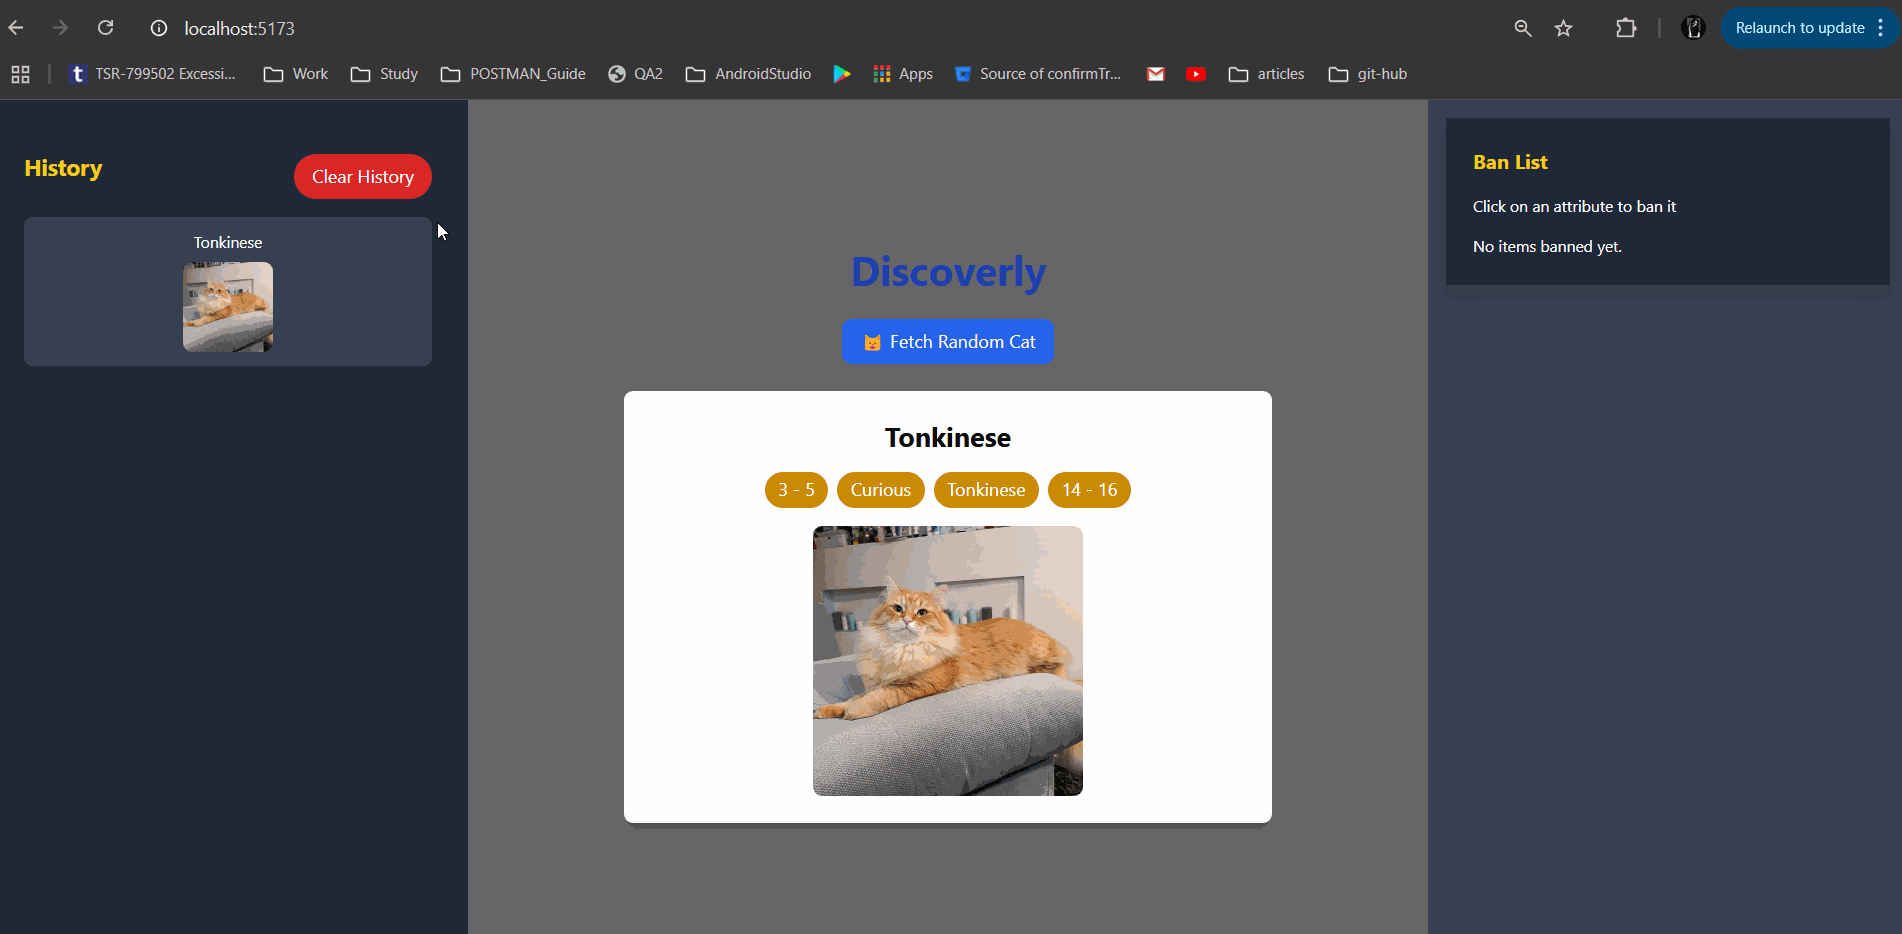 localhost:5173
Relaunch to update
TSR-799502 Excessi...
Work
Study
POSTMAN_Guide
QA2
AndroidStudio
Apps
Source of confirmTr...
articles
git-hub
History
Clear History
Tonkinese
Discoverly
Fetch Random Cat
Tonkinese
3 - 5 Curious Tonkinese 14 - 16
Ban List
Click on an attribute to ban it
No items banned yet.